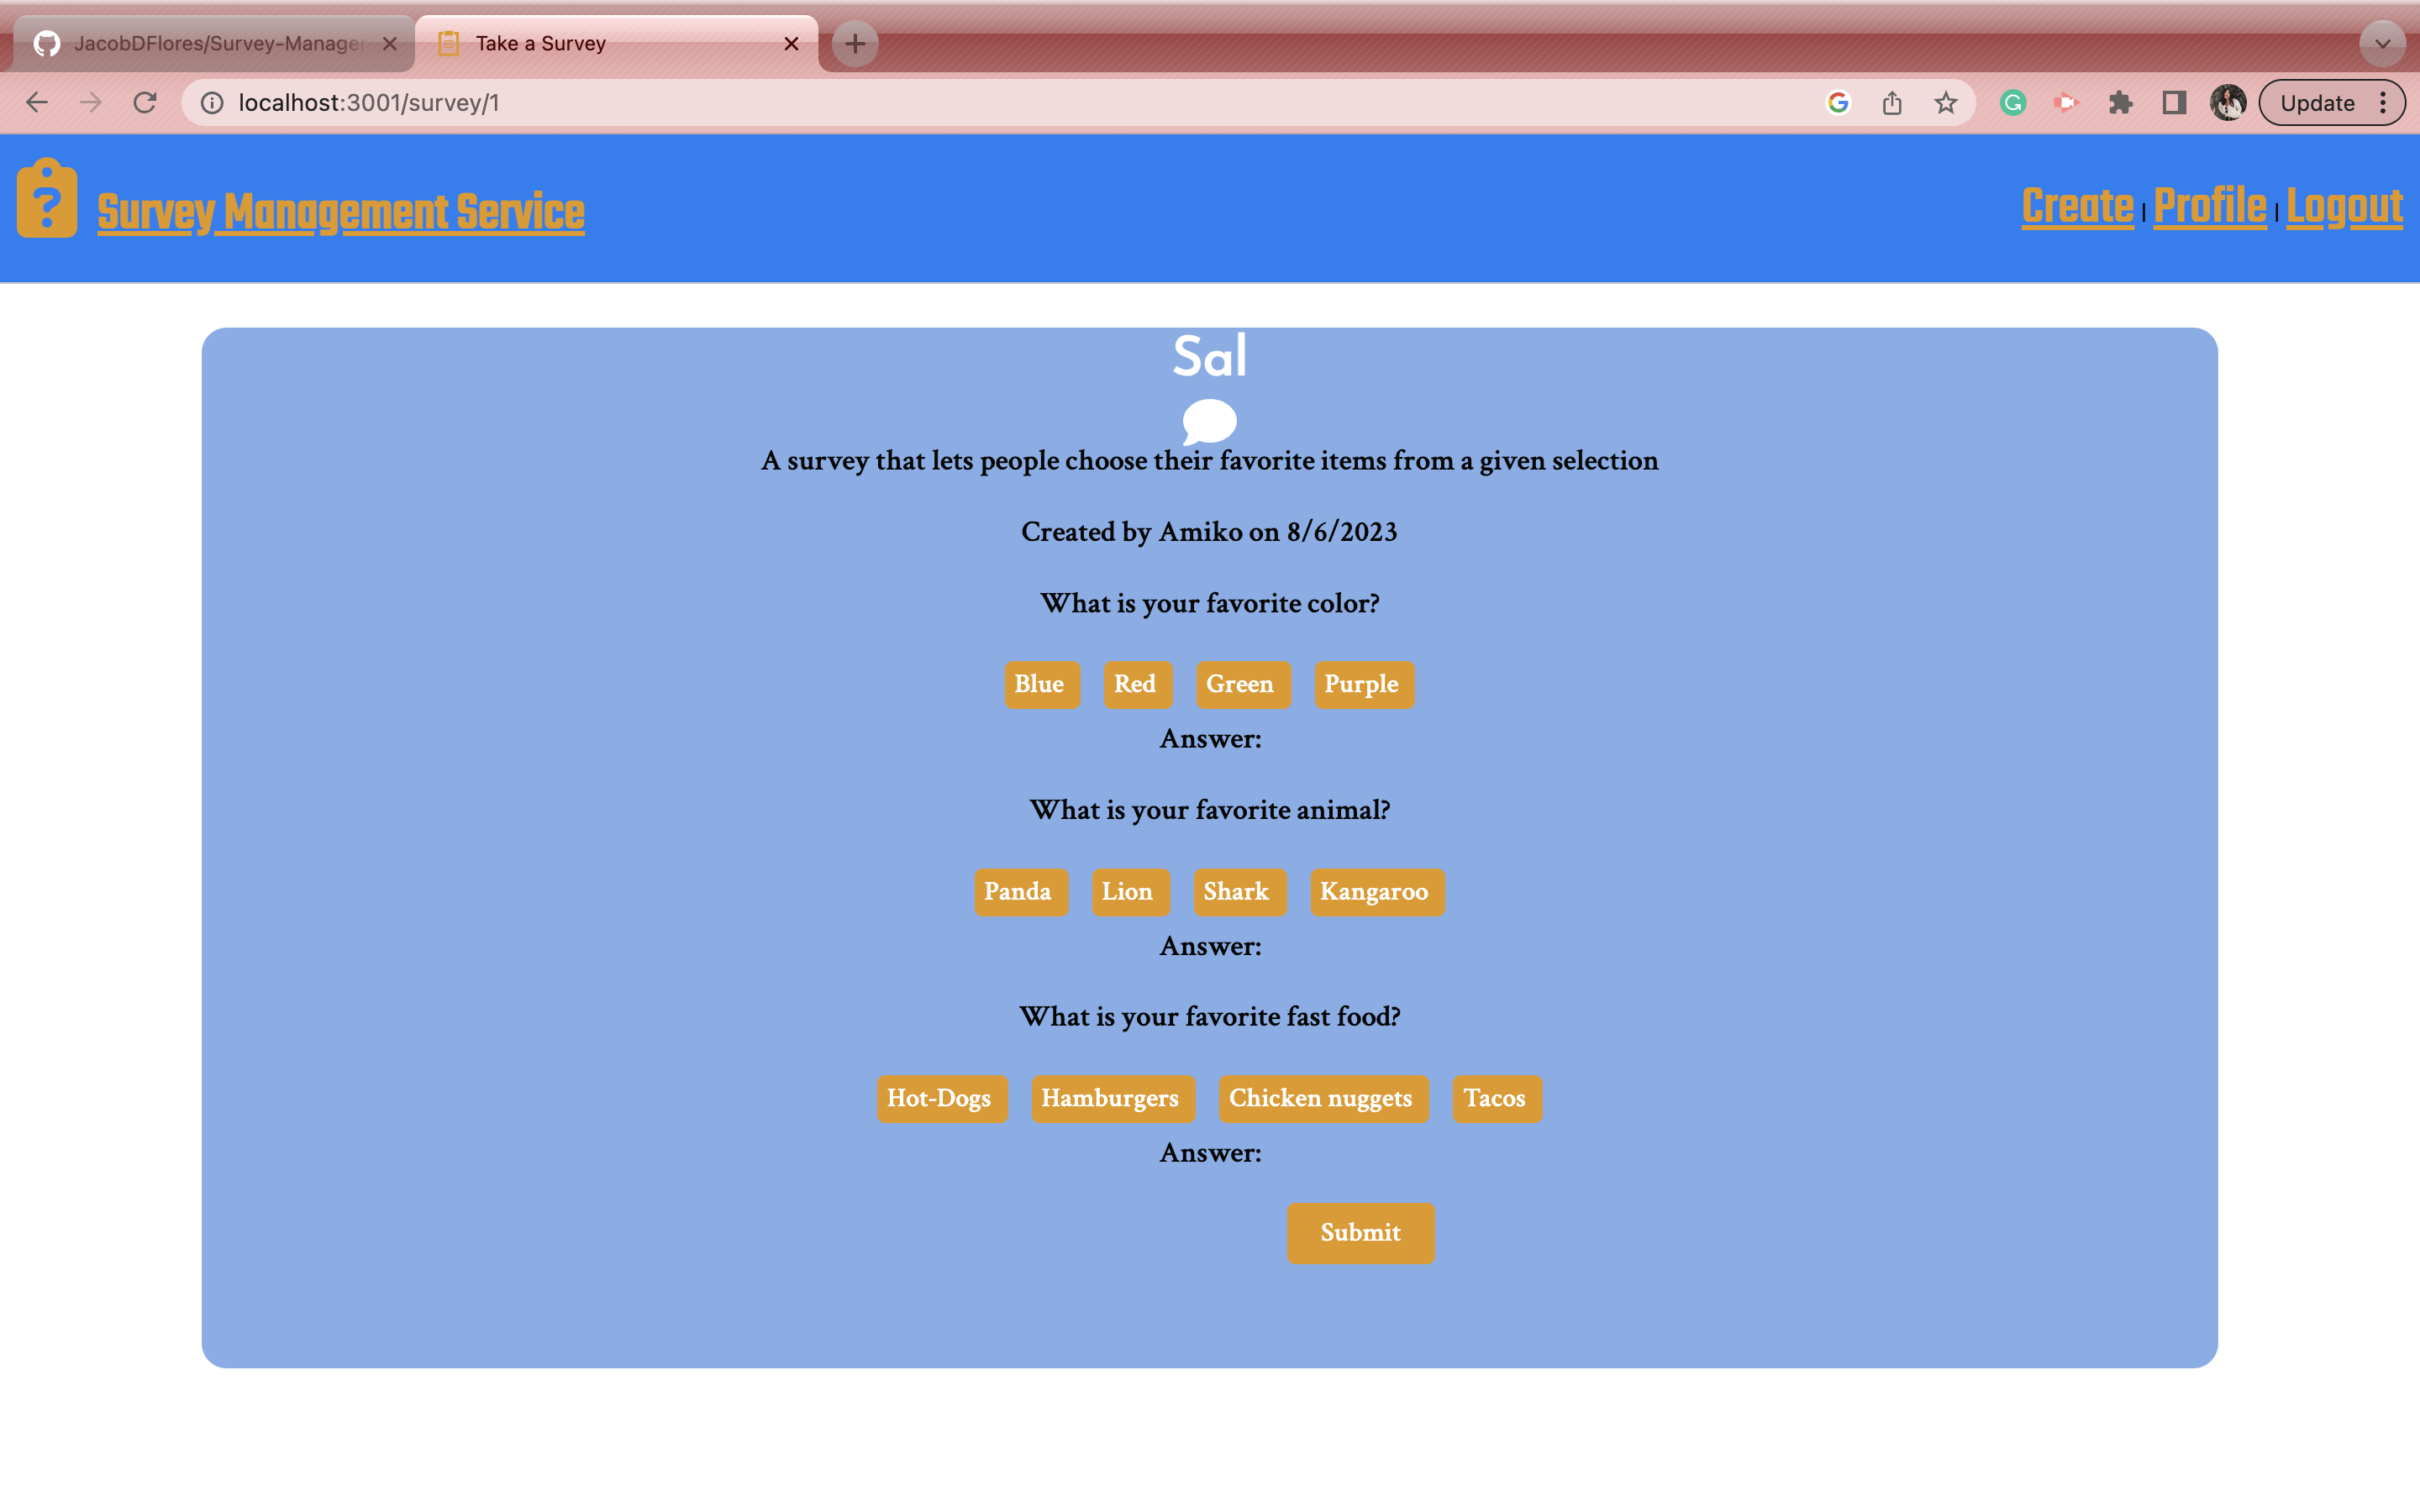 JacobDFlores/Survey-Manager
Take a Survey
localhost:3001/survey/1
Update
Survey Management Service
Create | Profile | Logout
Sal
A survey that lets people choose their favorite items from a given selection
Created by Amiko on 8/6/2023
What is your favorite color?
Blue Red Green Purple
Answer:
What is your favorite animal?
Panda Lion Shark Kangaroo
Answer:
What is your favorite fast food?
Hot-Dogs Hamburgers Chicken nuggets Tacos
Answer:
Submit